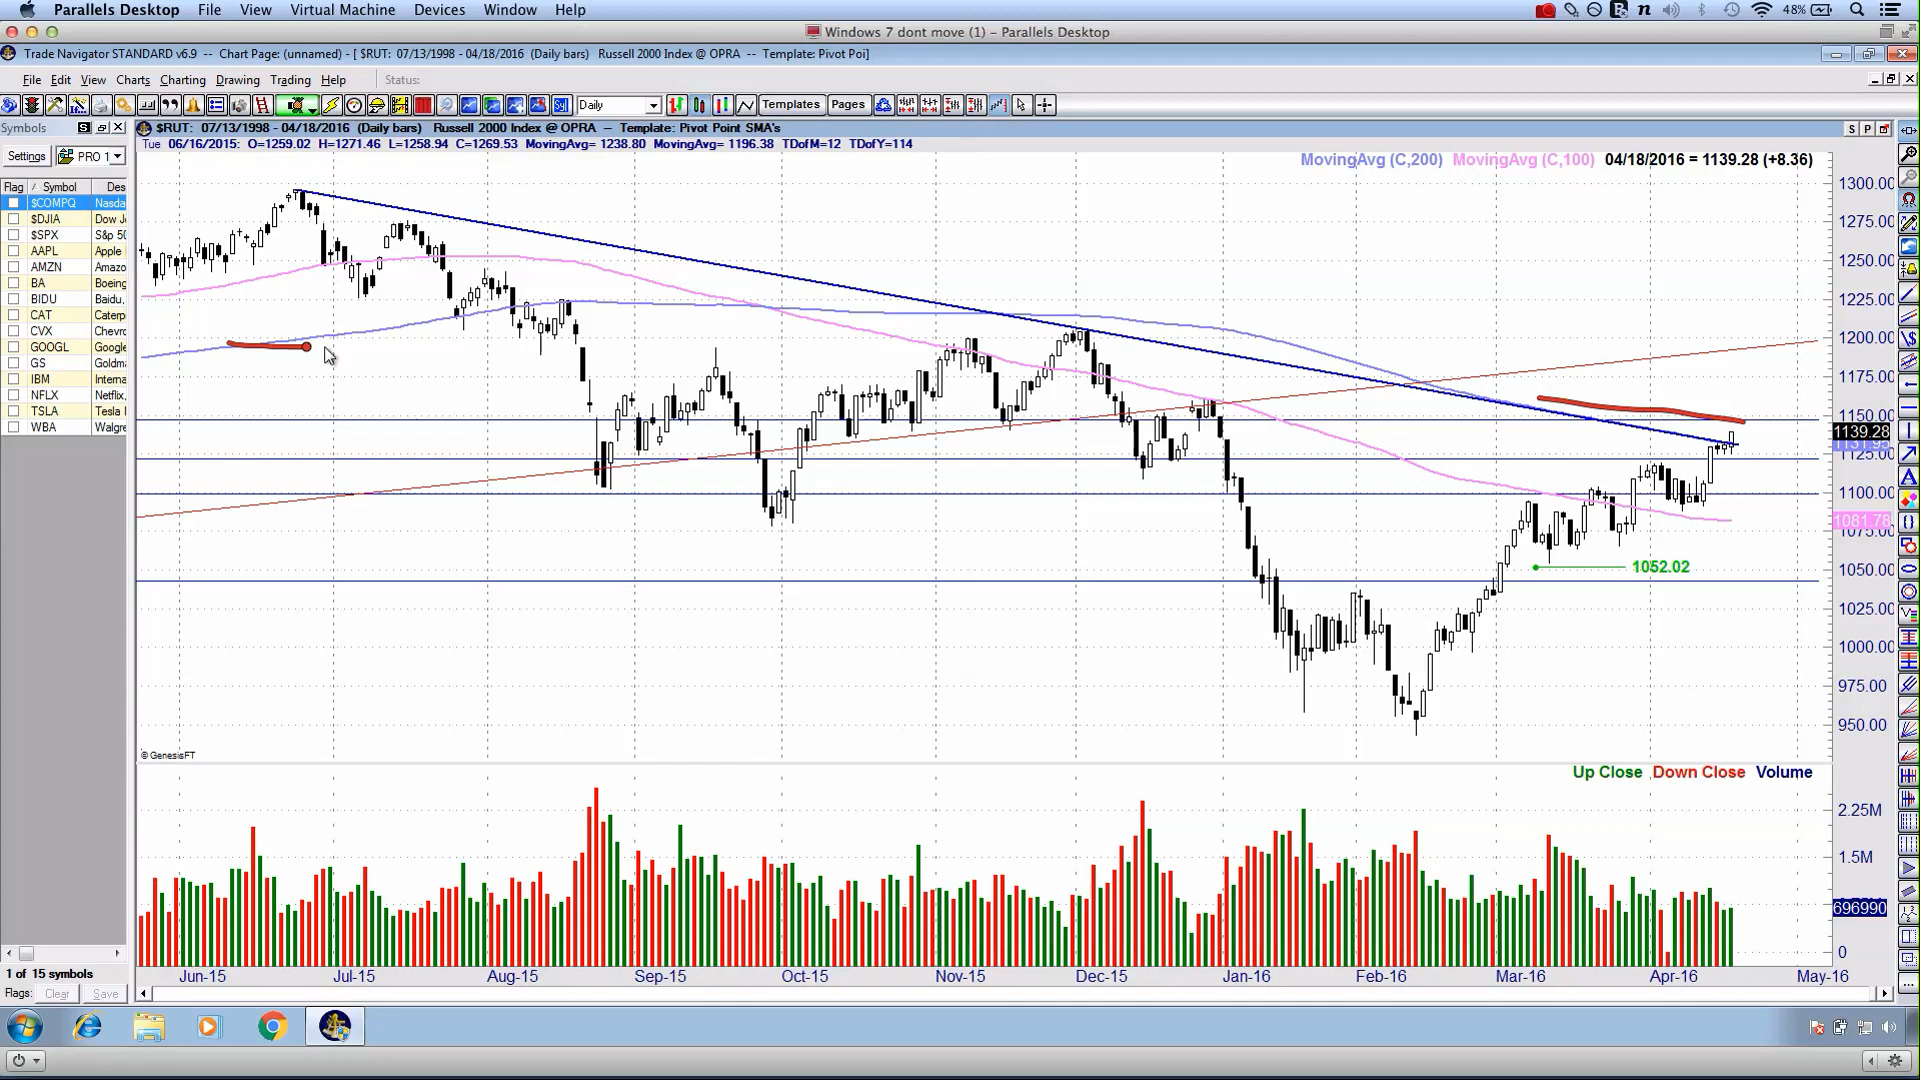 Parallels Desktop File View Virtual Machine Devices Window Help 48%
Windows 7 dont move (1) - Parallels Desktop
Trade Navigator STANDARD v6.9 -- Chart Page: (unnamed) - [ $RUT: 07/13/1998 - 04/18/2016 (Daily bars) Russell 2000 Index @ OPRA -- Template: Pivot Poi]
File Edit View Charts Charting Drawing Trading Help Status:
Daily Templates Pages
Symbols S
$RUT: 07/13/1998 - 04/18/2016 (Daily bars) Russell 2000 Index @ OPRA -- Template: Pivot Point SMA's S P
Tue 06/16/2015: O=1259.02 H=1271.46 L=1258.94 C=1269.53 MovingAvg= 1238.80 MovingAvg= 1196.38 TDofM=12 TDofY=114
Settings PRO 1
MovingAvg (C,200) MovingAvg (C,100) 04/18/2016 = 1139.28 (+8.36)
Flag Symbol Des
$COMPQ Nasda
$DJIA Dow J
$SPX S&p 50
AAPL Apple
AMZN Amazo
BA Boeing
BIDU Baidu,
CAT Caterp
CVX Chevro
GOOGL Google
GS Goldma
IBM Interna
NFLX Netflix,
TSLA Tesla
WBA Walgre
1300.00
1275.00
1250.00
1225.00
1200.00
1175.00
1150.00
1139.28
1131.95
1125.00
1100.00
1081.78
1075.00
1052.02
1050.00
1025.00
1000.00
975.00
950.00
© GenesisFT
Up Close Down Close Volume
2.25M
1.5M
696990
0
Jun-15 Jul-15 Aug-15 Sep-15 Oct-15 Nov-15 Dec-15 Jan-16 Feb-16 Mar-16 Apr-16 May-16
1 of 15 symbols
Flags: Clear Save